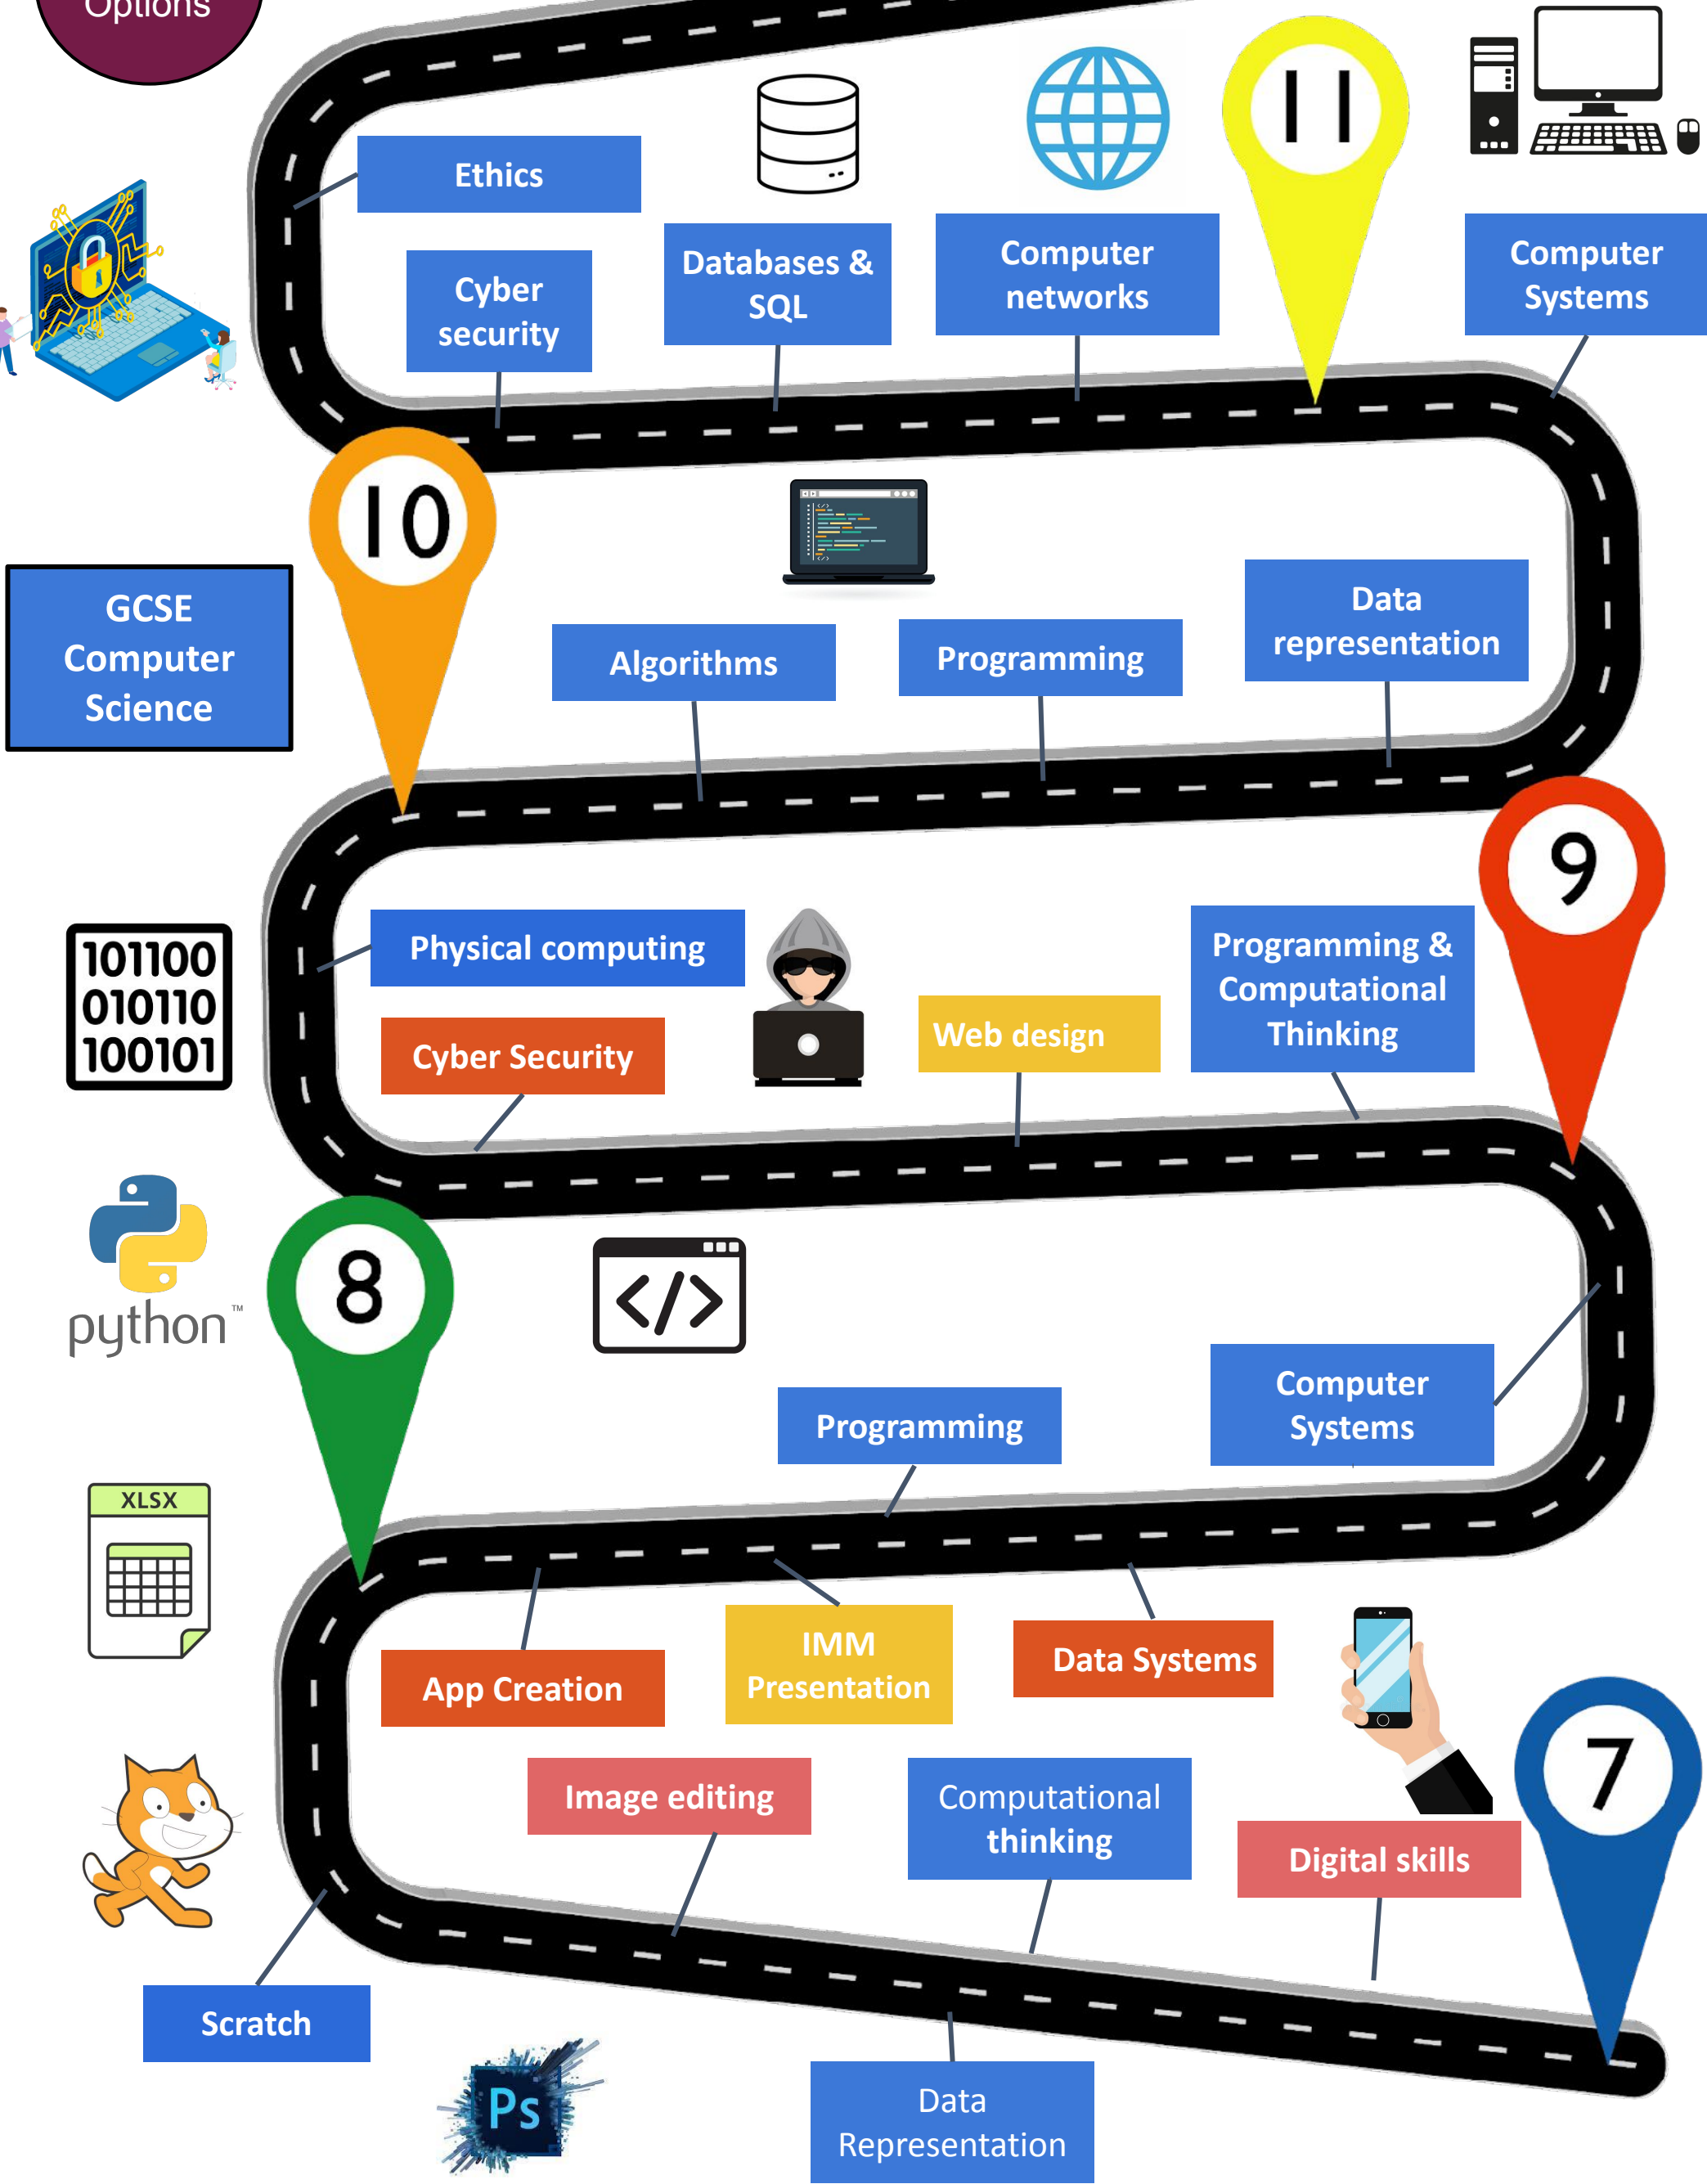 Options
11
Ethics
Cyber
security
Databases &
SQL
Computer
networks
Computer
Systems
10
GCSE
Computer
Science
Algorithms
Programming
Data
representation
9
101100
010110
100101
Physical computing
Cyber Security
Web design
Programming &
Computational
Thinking
python™
8
</>
Programming
Computer
Systems
XLSX
App Creation
IMM
Presentation
Data Systems
7
Image editing
Computational
thinking
Digital skills
Scratch
Ps
Data
Representation